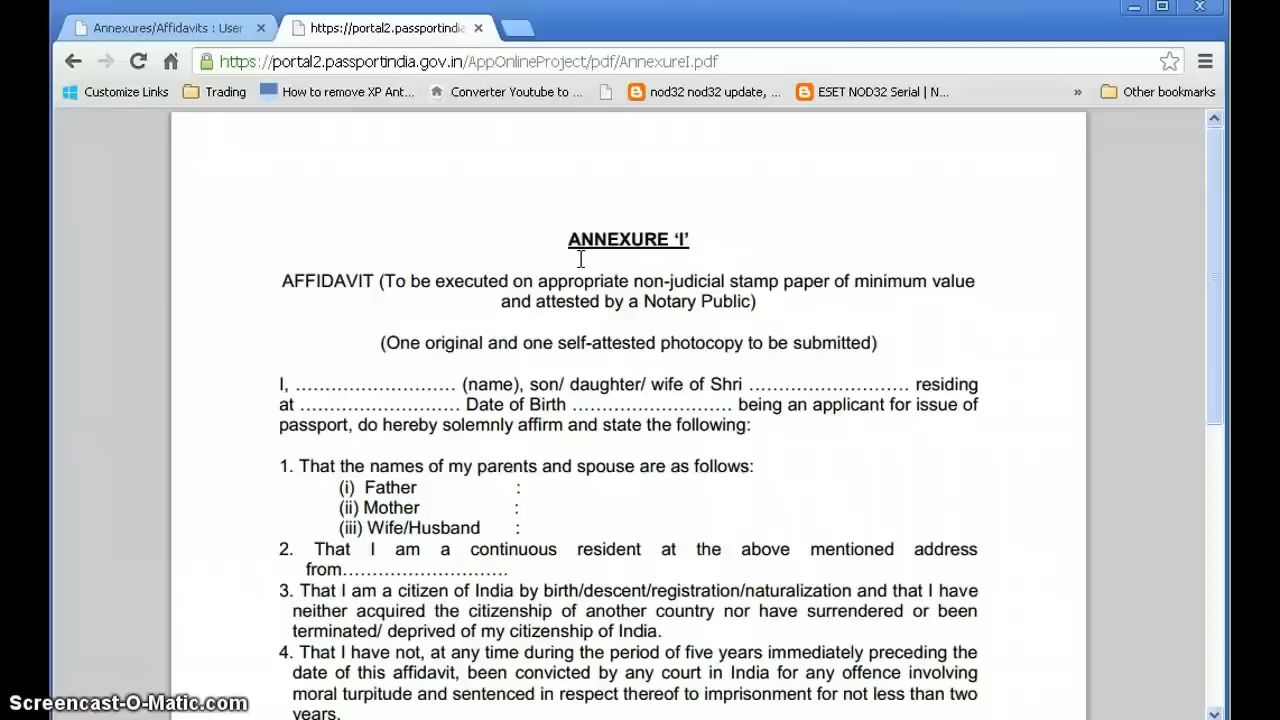 Annexures/Affidavits : User
https://portal2.passportindia
https://portal2.passportindia.gov.in/AppOnlineProject/pdf/AnnexureI.pdf
Customize Links Trading How to remove XP Ant... Converter Youtube to ... nod32 nod32 update, ... ESET NOD32 Serial | N... » Other bookmarks
ANNEXURE ‘I’
AFFIDAVIT (To be executed on appropriate non-judicial stamp paper of minimum value
and attested by a Notary Public)
(One original and one self-attested photocopy to be submitted)
I, ……………………… (name), son/ daughter/ wife of Shri ……………………… residing
at ……………………… Date of Birth ……………………… being an applicant for issue of
passport, do hereby solemnly affirm and state the following:
1. That the names of my parents and spouse are as follows:
(i) Father :
(ii) Mother :
(iii) Wife/Husband :
2. That I am a continuous resident at the above mentioned address
from……………………….
3. That I am a citizen of India by birth/descent/registration/naturalization and that I have
neither acquired the citizenship of another country nor have surrendered or been
terminated/ deprived of my citizenship of India.
4. That I have not, at any time during the period of five years immediately preceding the
date of this affidavit, been convicted by any court in India for any offence involving
moral turpitude and sentenced in respect thereof to imprisonment for not less than two
years.
Screencast-O-Matic.com